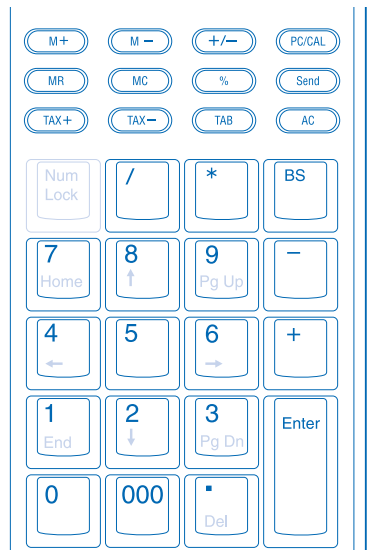 M+ M− +/− PC/CAL
MR MC % Send
TAX+ TAX− TAB AC
Num Lock / * BS
7 Home 8 ↑ 9 Pg Up −
4 ← 5 6 → +
1 End 2 ↓ 3 Pg Dn Enter
0 000 . Del